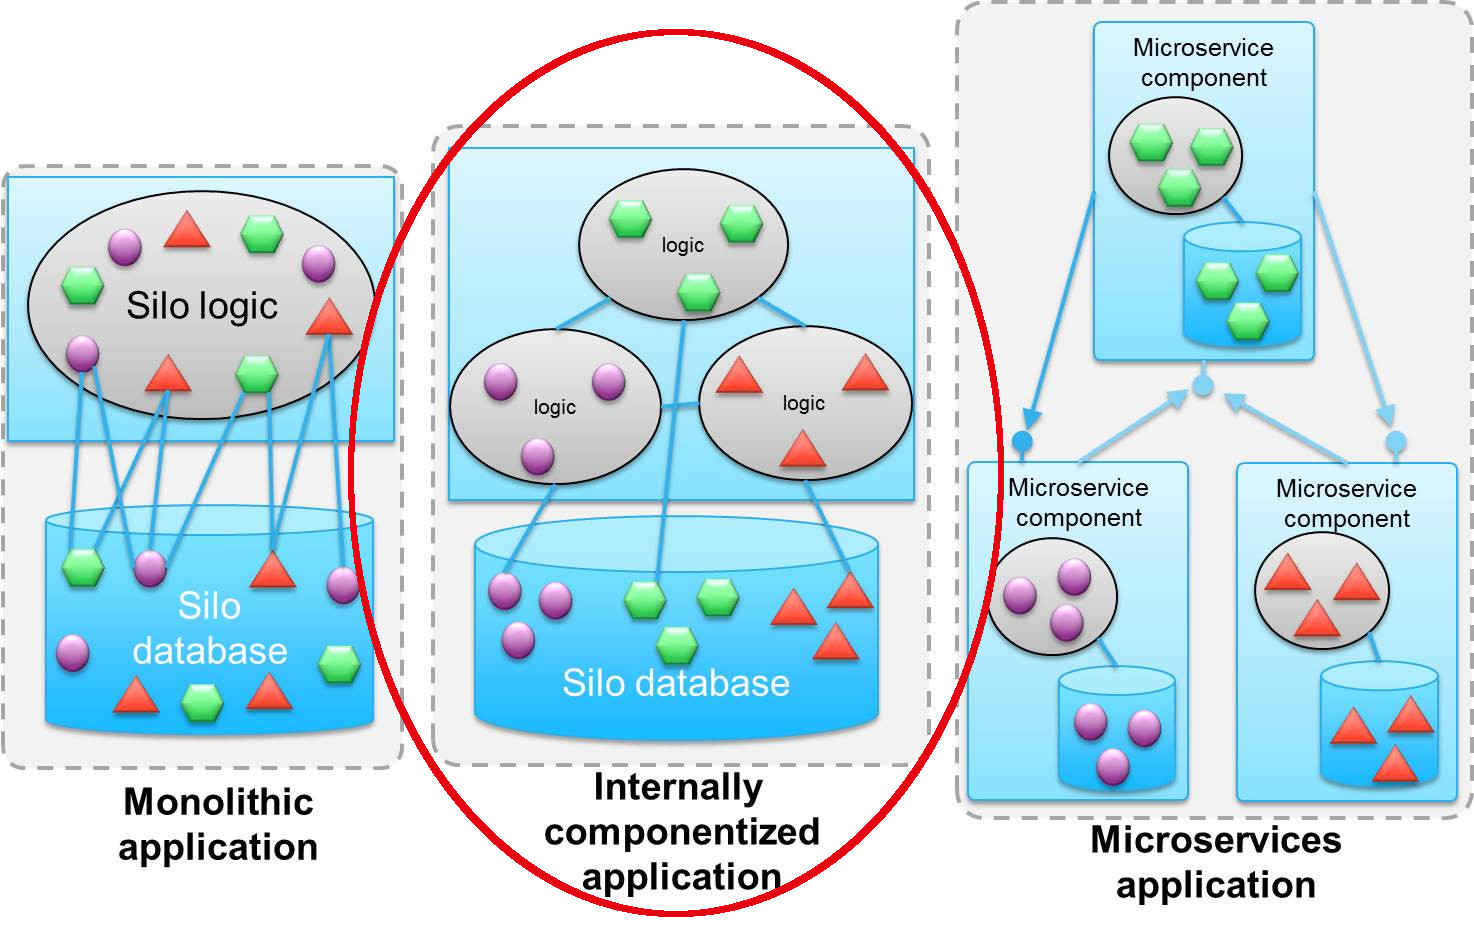 Silo logic
Silo
database
Monolithic
application
logic
logic
logic
Silo database
Internally
componentized
application
Microservice
component
Microservice
component
Microservice
component
Microservices
application